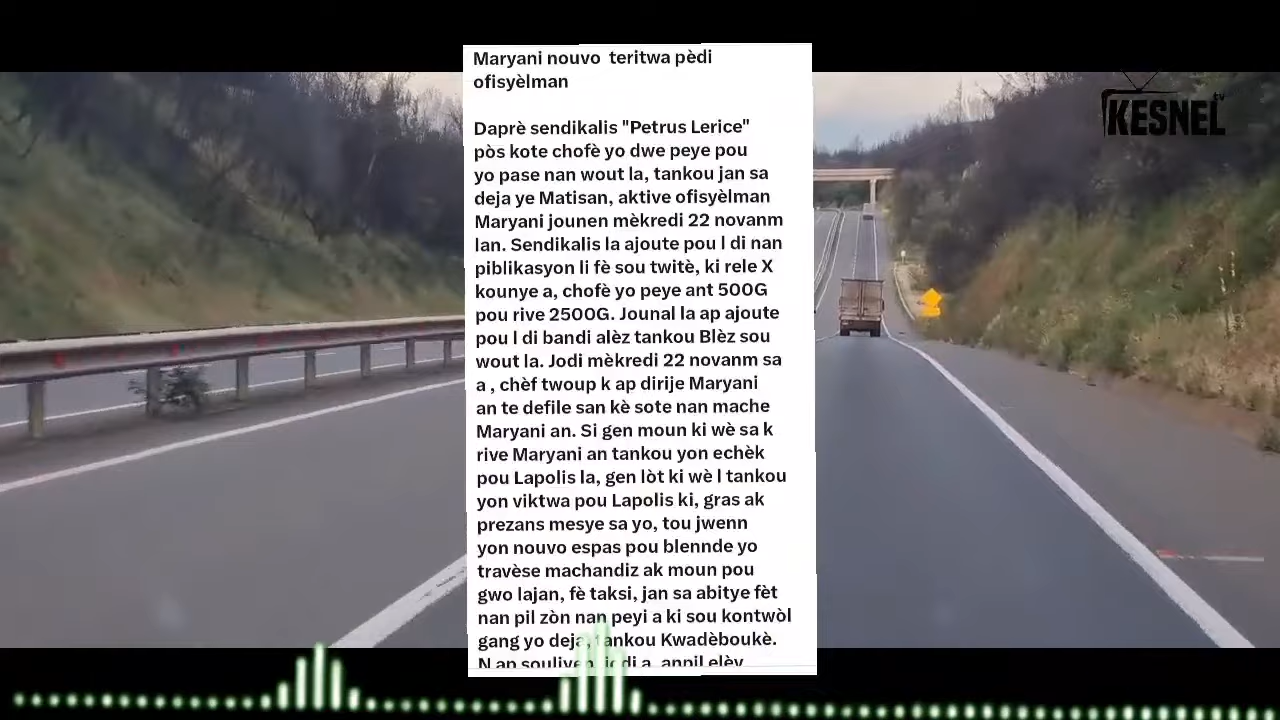 Maryani nouvo teritwa pèdi
ofisyèlman
Daprè sendikalis "Petrus Lerice"
pòs kote chofè yo dwe peye pou
yo pase nan wout la, tankou jan sa
deja ye Matisan, aktive ofisyèlman
Maryani jounen mèkredi 22 novanm
lan. Sendikalis la ajoute pou l di nan
piblikasyon li fè sou twitè, ki rele X
kounye a, chofè yo peye ant 500G
pou rive 2500G. Jounal la ap ajoute
pou l di bandi alèz tankou Blèz sou
wout la. Jodi mèkredi 22 novanm sa
a , chèf twoup k ap dirije Maryani
an te defile san kè sote nan mache
Maryani an. Si gen moun ki wè sa k
rive Maryani an tankou yon echèk
pou Lapolis la, gen lòt ki wè l tankou
yon viktwa pou Lapolis ki, gras ak
prezans mesye sa yo, tou jwenn
yon nouvo espas pou blennde yo
travèse machandiz ak moun pou
gwo lajan, fè taksi, jan sa abitye fèt
nan pil zòn nan peyi a ki sou kontwòl
gang yo deja, tankou Kwadèboukè.
N ap souliven jodi a, anpil elèv
KESNEL tv